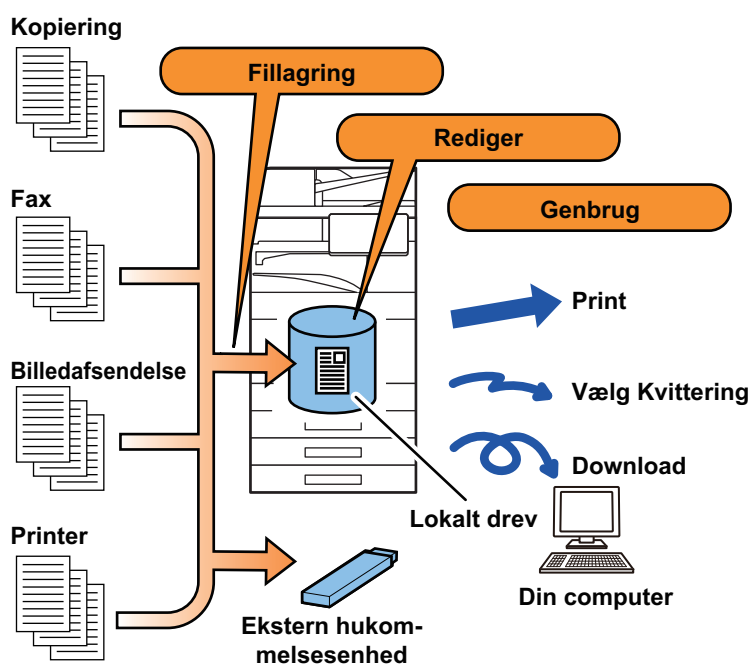 Kopiering
Fillagring
Rediger
Fax
Genbrug
Print
Billedafsendelse
Vælg Kvittering
Download
Lokalt drev
Printer
Din computer
Ekstern hukom-
melsesenhed